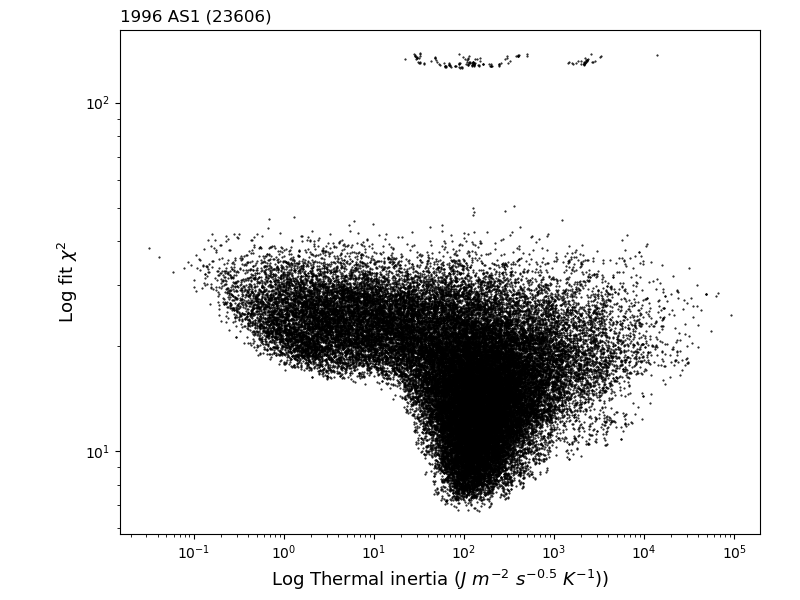 1996 AS1 (23606)
10²
10¹
Log fit χ²
10⁻¹ 10⁰ 10¹ 10² 10³ 10⁴ 10⁵
Log Thermal inertia (J m⁻² s⁻⁰·⁵ K⁻¹))